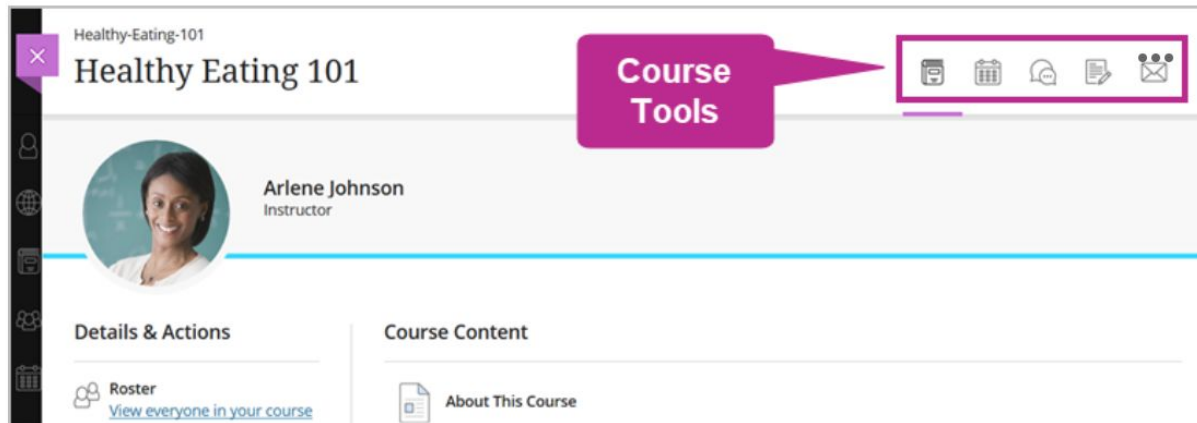 Healthy-Eating-101
Healthy Eating 101
Course
Tools
Arlene Johnson
Instructor
Details & Actions
Roster
View everyone in your course
Course Content
About This Course